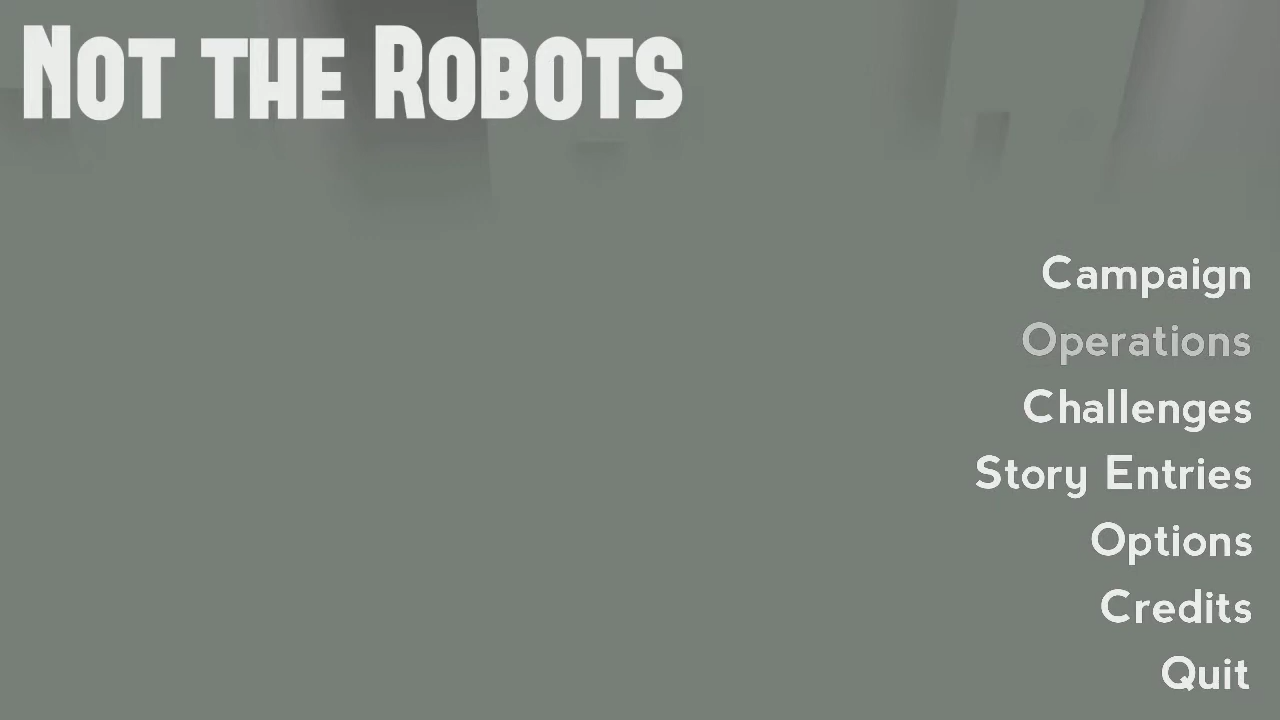 Not the Robots
Campaign
Operations
Challenges
Story Entries
Options
Credits
Quit